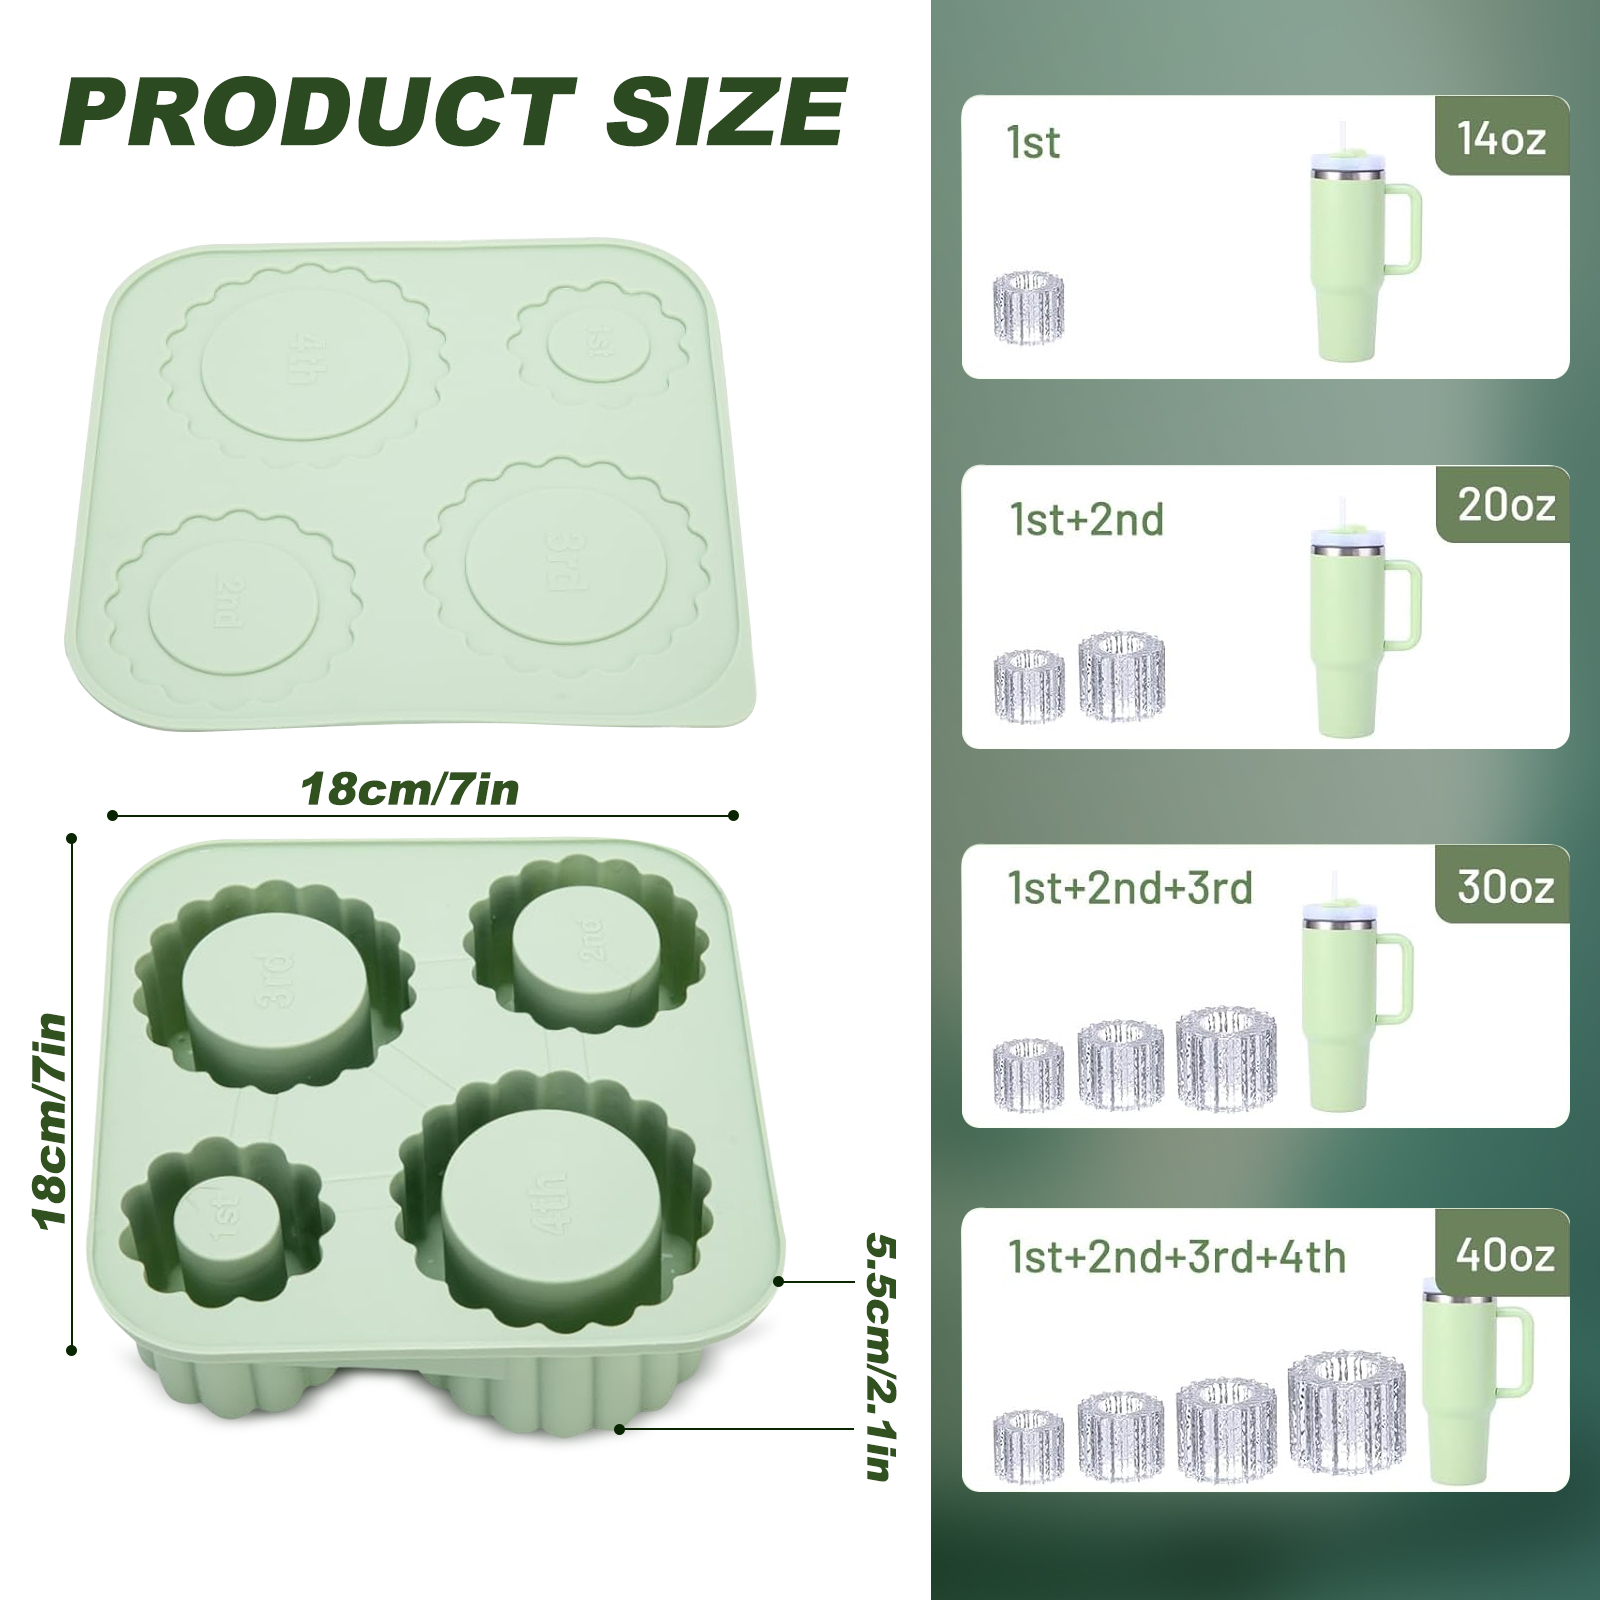 PRODUCT SIZE
4th
1st
2nd
3rd
18cm/7in
18cm/7in
3rd
2nd
1st
4th
5.5cm/2.1in
1st
14oz
1st+2nd
20oz
1st+2nd+3rd
30oz
1st+2nd+3rd+4th
40oz